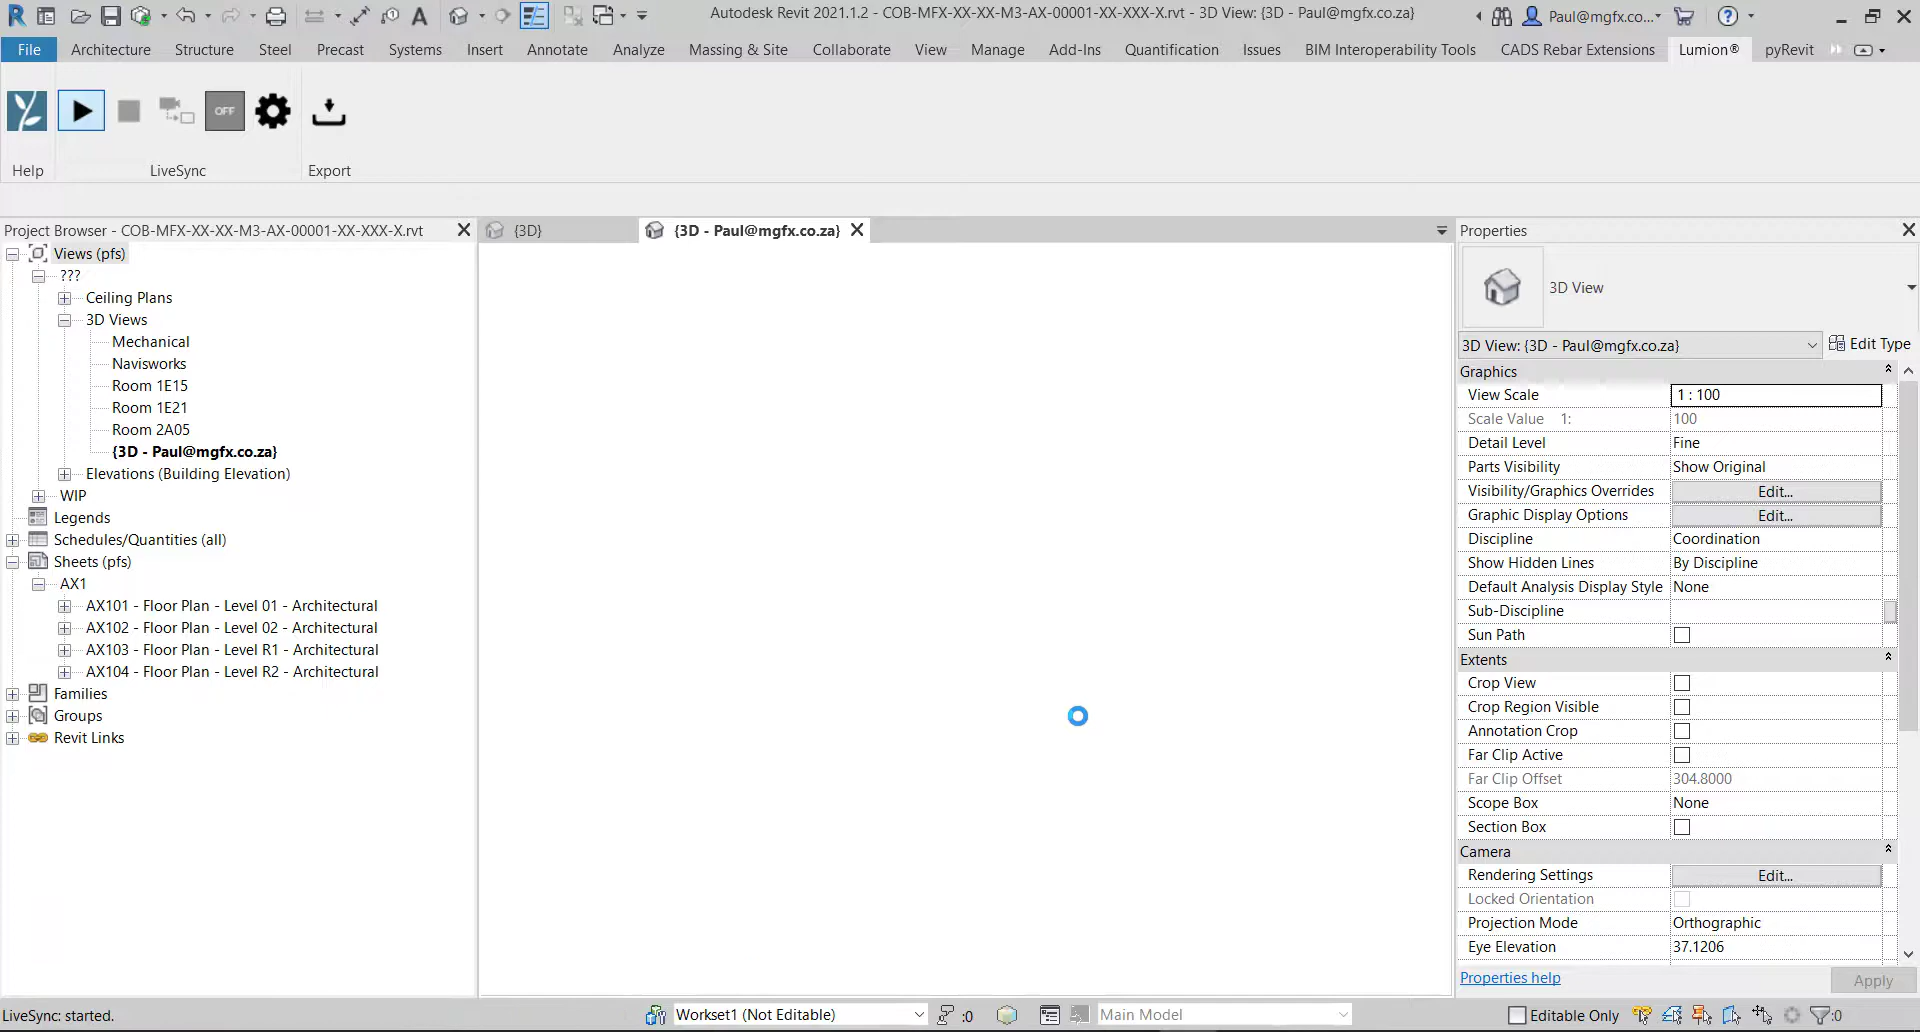 Autodesk Revit 2021.1.2 - COB-MFX-XX-XX-M3-AX-00001-XX-XXX-X.rvt - 3D View: {3D - Paul@mgfx.co.za}
Paul@mgfx.co...
File Architecture Structure Steel Precast Systems Insert Annotate Analyze Massing & Site Collaborate View Manage Add-Ins Quantification Issues BIM Interoperability Tools CADS Rebar Extensions Lumion® pyRevit
OFF
Help LiveSync Export
Project Browser - COB-MFX-XX-XX-M3-AX-00001-XX-XXX-X.rvt
Views (pfs)
???
Ceiling Plans
3D Views
Mechanical
Navisworks
Room 1E15
Room 1E21
Room 2A05
{3D - Paul@mgfx.co.za}
Elevations (Building Elevation)
WIP
Legends
Schedules/Quantities (all)
Sheets (pfs)
AX1
AX101 - Floor Plan - Level 01 - Architectural
AX102 - Floor Plan - Level 02 - Architectural
AX103 - Floor Plan - Level R1 - Architectural
AX104 - Floor Plan - Level R2 - Architectural
Families
Groups
Revit Links
{3D} {3D - Paul@mgfx.co.za}
Properties
3D View
3D View: {3D - Paul@mgfx.co.za} Edit Type
Graphics
View Scale 1 : 100
Scale Value 1: 100
Detail Level Fine
Parts Visibility Show Original
Visibility/Graphics Overrides Edit...
Graphic Display Options Edit...
Discipline Coordination
Show Hidden Lines By Discipline
Default Analysis Display Style None
Sub-Discipline
Sun Path
Extents
Crop View
Crop Region Visible
Annotation Crop
Far Clip Active
Far Clip Offset 304.8000
Scope Box None
Section Box
Camera
Rendering Settings Edit...
Locked Orientation
Projection Mode Orthographic
Eye Elevation 37.1206
Properties help Apply
LiveSync: started. Workset1 (Not Editable) :0 Main Model Editable Only :0